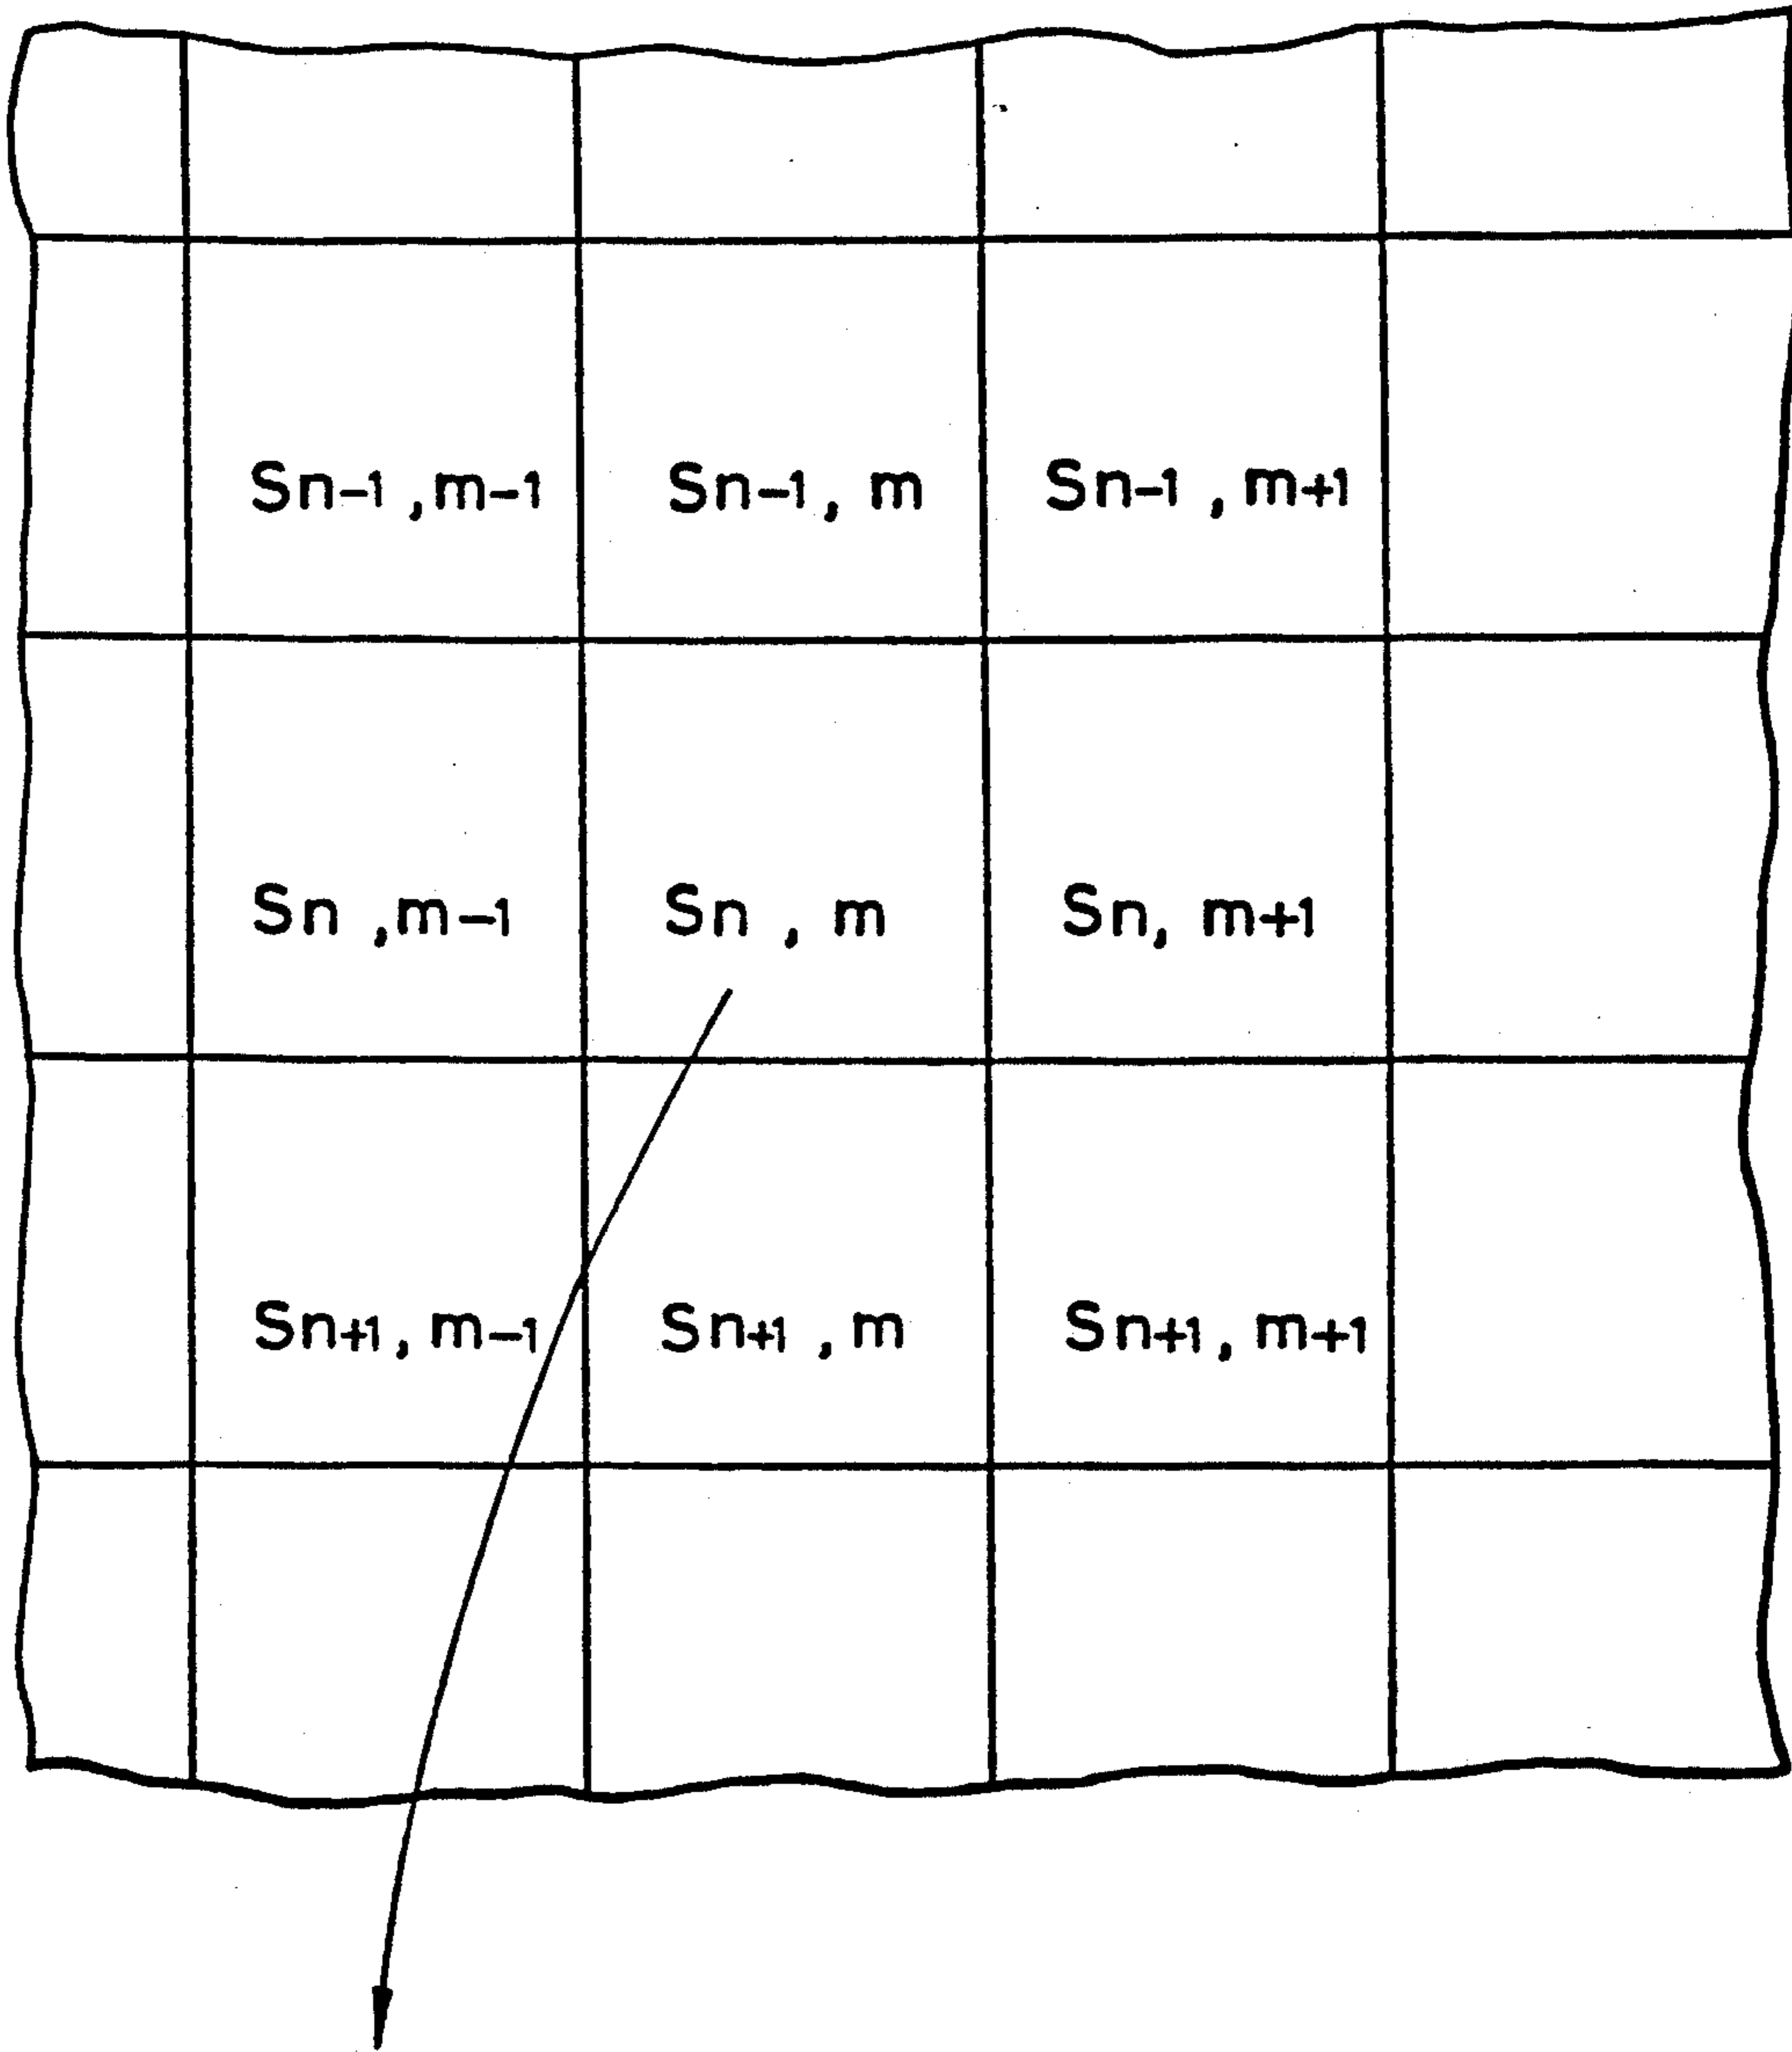 Sn-1, m-1 Sn-1, m Sn-1, m+1
Sn, m-1 Sn, m Sn, m+1
Sn+1, m-1 Sn+1, m Sn+1, m+1